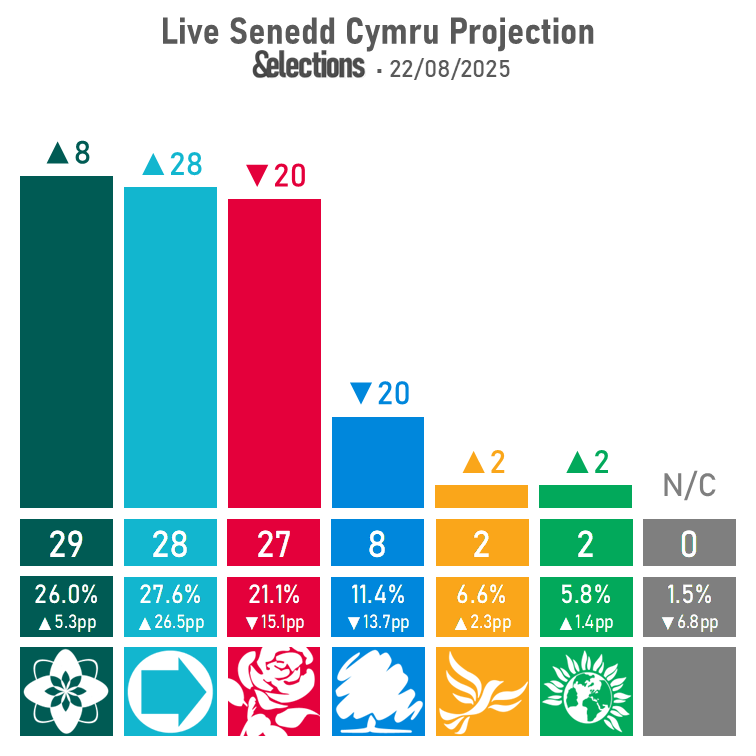 Live Senedd Cymru Projection
&elections · 22/08/2025
▲8 ▲28 ▼20 ▼20 ▲2 ▲2 N/C
29 28 27 8 2 2 0
26.0% 27.6% 21.1% 11.4% 6.6% 5.8% 1.5%
▲5.3pp ▲26.5pp ▼15.1pp ▼13.7pp ▲2.3pp ▲1.4pp ▼6.8pp